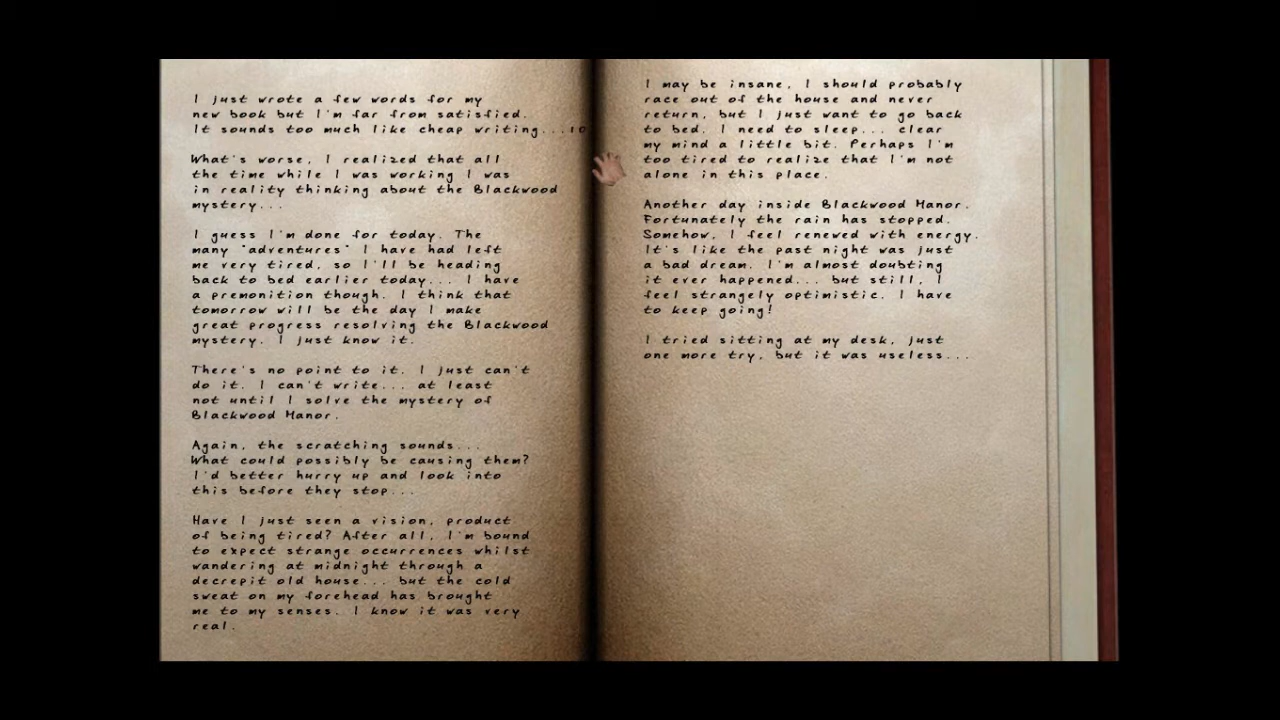 I just wrote a few words for my
new book but I'm far from satisfied.
It sounds too much like cheap writing...
What's worse, I realized that all
the time while I was working I was
in reality thinking about the Blackwood
mystery...
I guess I'm done for today. The
many "adventures" I have had left
me very tired, so I'll be heading
back to bed earlier today... I have
a premonition though. I think that
tomorrow will be the day I make
great progress resolving the Blackwood
mystery. I just know it.
There's no point to it. I just can't
do it. I can't write... at least
not until I solve the mystery of
Blackwood Manor.
Again, the scratching sounds...
What could possibly be causing them?
I'd better hurry up and look into
this before they stop...
Have I just seen a vision, product
of being tired? After all, I'm bound
to expect strange occurrences whilst
wandering at midnight through a
decrepit old house... but the cold
sweat on my forehead has brought
me to my senses. I know it was very
real.
I may be insane, I should probably
race out of the house and never
return, but I just want to go back
to bed. I need to sleep... clear
my mind a little bit. Perhaps I'm
too tired to realize that I'm not
alone in this place.
Another day inside Blackwood Manor.
Fortunately the rain has stopped.
Somehow, I feel renewed with energy.
It's like the past night was just
a bad dream. I'm almost doubting
it ever happened... but still, I
feel strangely optimistic. I have
to keep going!
I tried sitting at my desk, just
one more try, but it was useless...